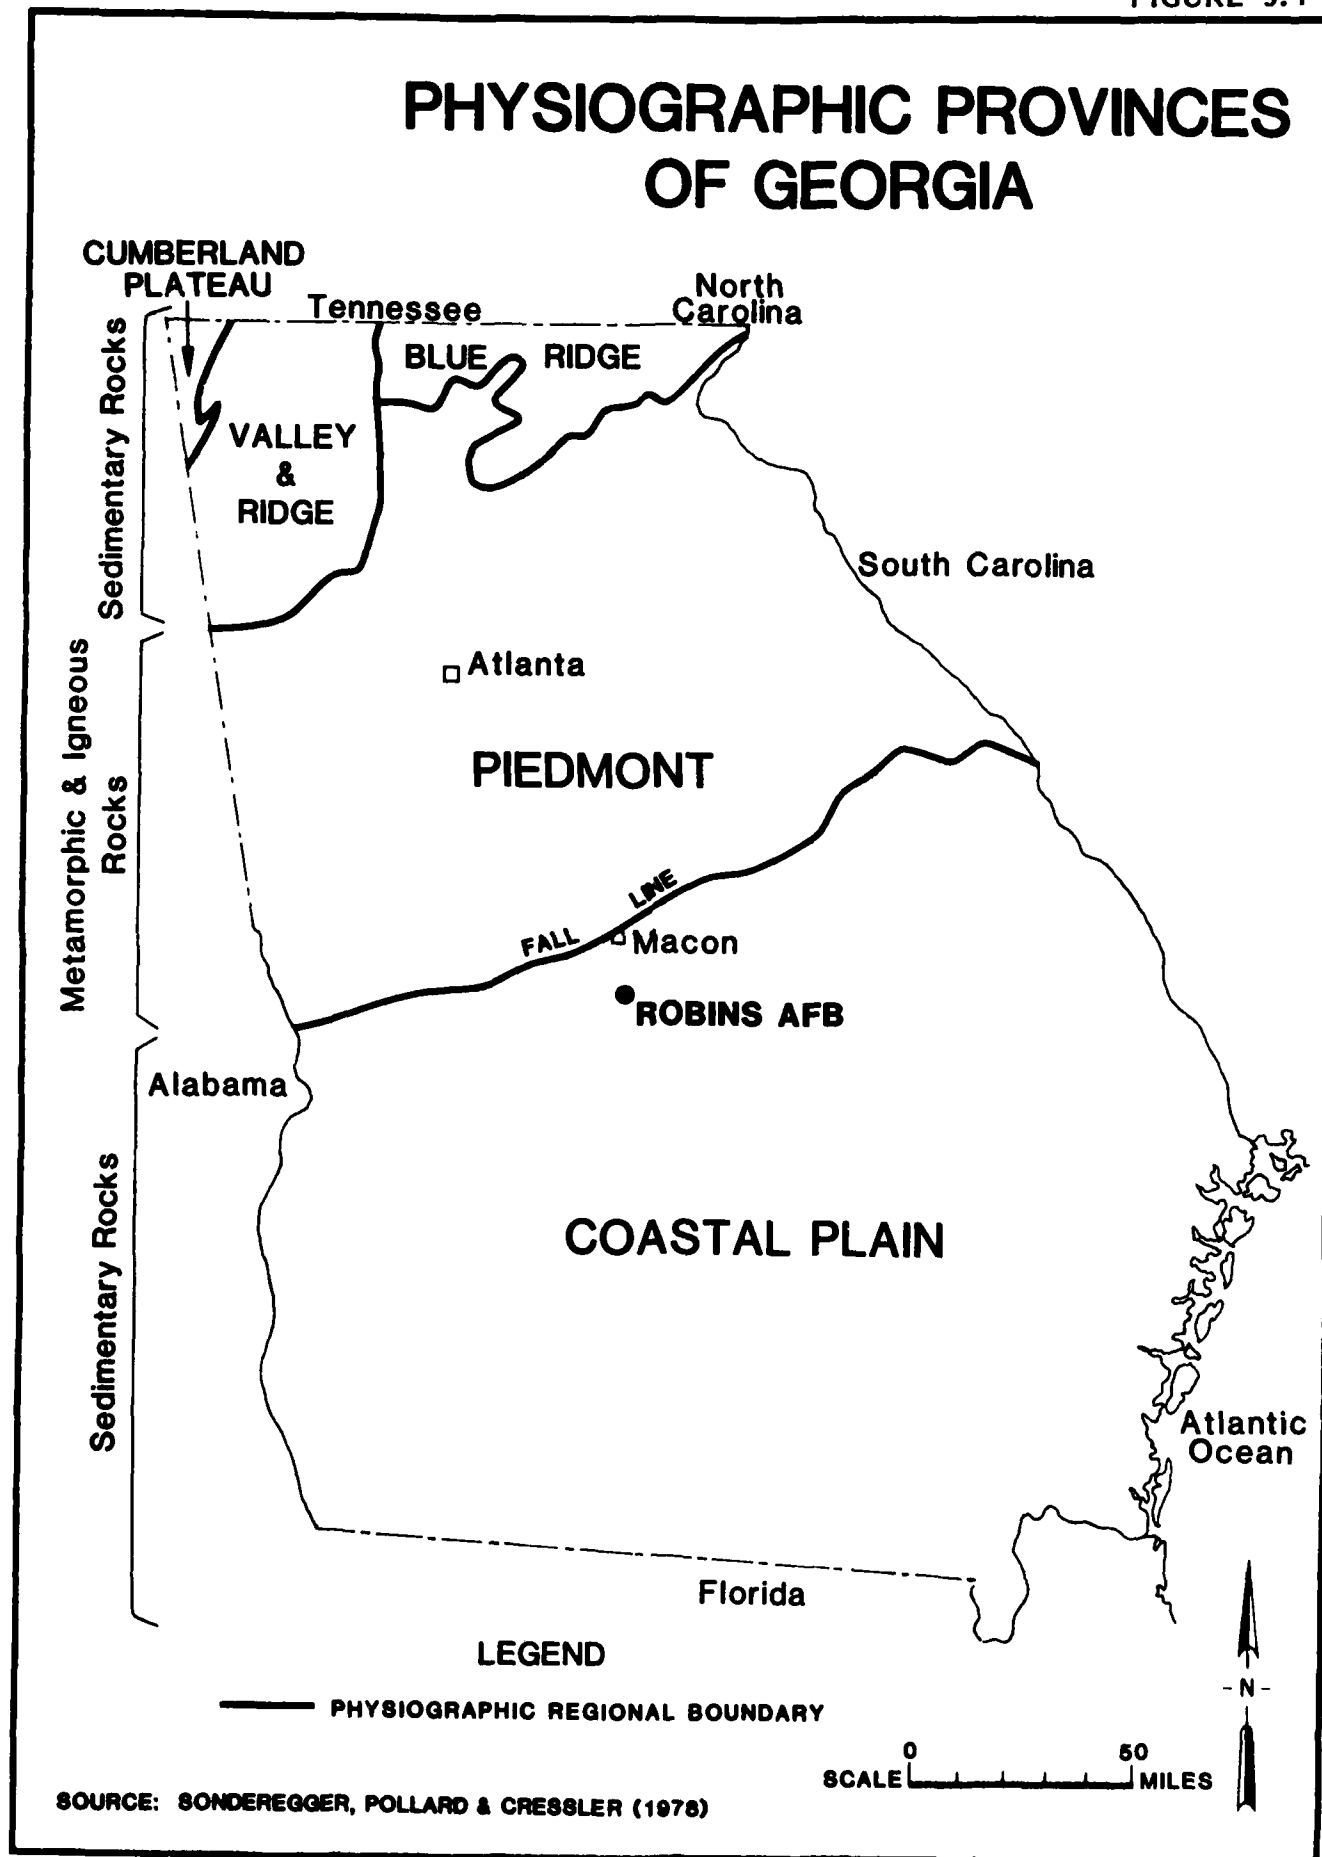 PHYSIOGRAPHIC PROVINCES
OF GEORGIA
CUMBERLAND
PLATEAU
Tennessee
North
Carolina
BLUE RIDGE
VALLEY
&
RIDGE
Sedimentary Rocks
South Carolina
Atlanta
Metamorphic & Igneous
Rocks
PIEDMONT
FALL LINE
Macon
ROBINS AFB
Alabama
Sedimentary Rocks
COASTAL PLAIN
Atlantic
Ocean
Florida
LEGEND
PHYSIOGRAPHIC REGIONAL BOUNDARY
-N-
0 50
SCALE MILES
SOURCE: SONDEREGGER, POLLARD & CRESSLER (1978)